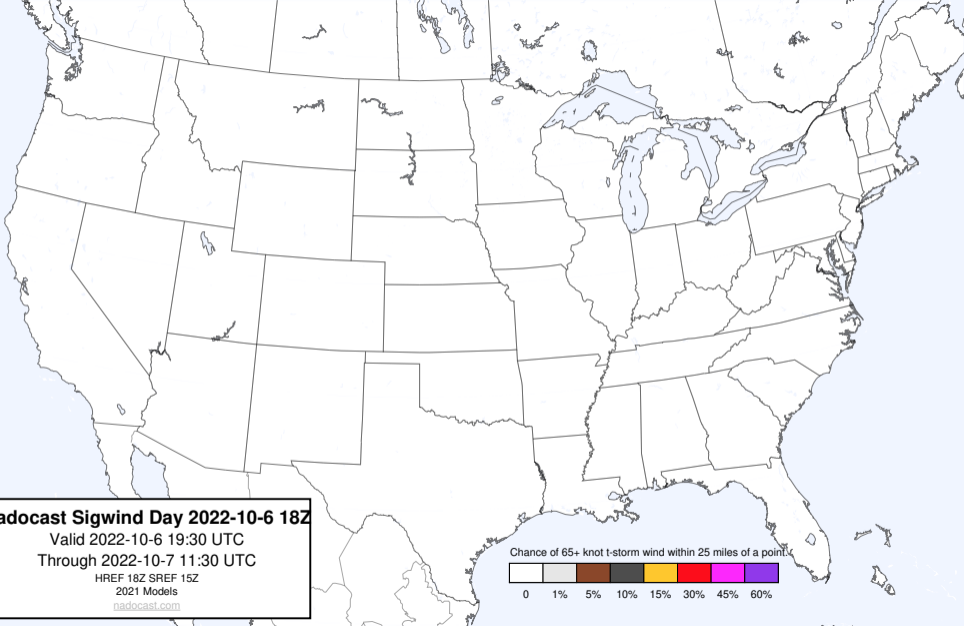 adocast Sigwind Day 2022-10-6 18Z
Valid 2022-10-6 19:30 UTC
Through 2022-10-7 11:30 UTC
HREF 18Z SREF 15Z
2021 Models
nadocast.com
Chance of 65+ knot t-storm wind within 25 miles of a point.
0 1% 5% 10% 15% 30% 45% 60%